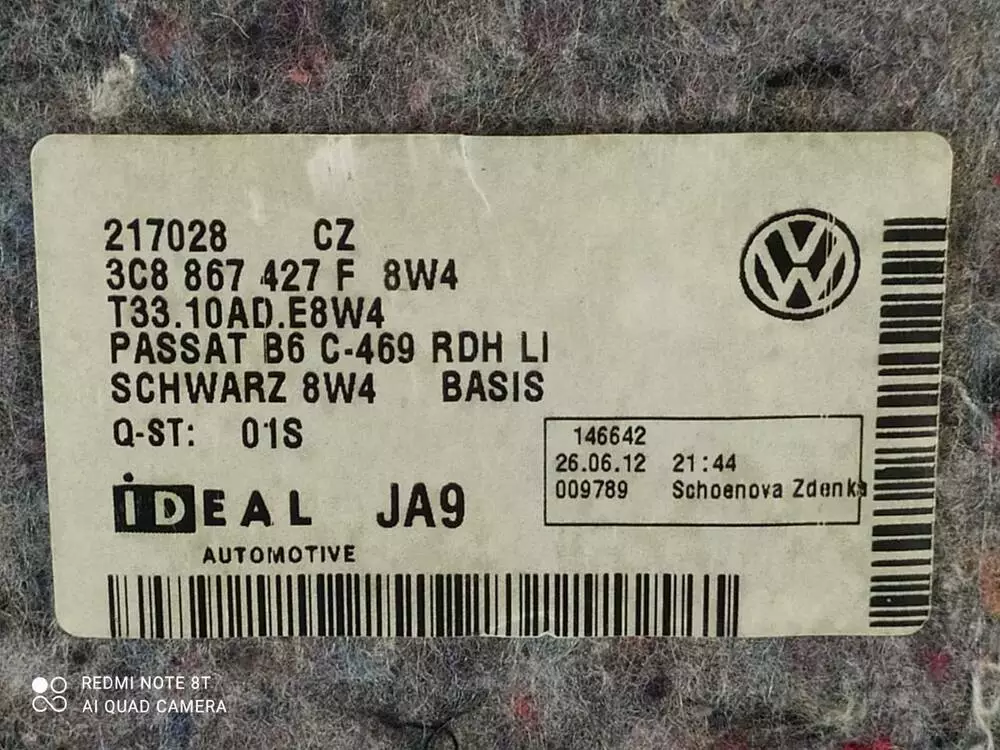 217028 CZ
3C8 867 427 F 8W4
T33.10AD.E8W4
PASSAT B6 C-469 RDH LI
SCHWARZ 8W4 BASIS
Q-ST: 01S
146642
26.06.12 21:44
009789 Schoenova Zdenka
iDEAL JA9
AUTOMOTIVE
REDMI NOTE 8T
AI QUAD CAMERA